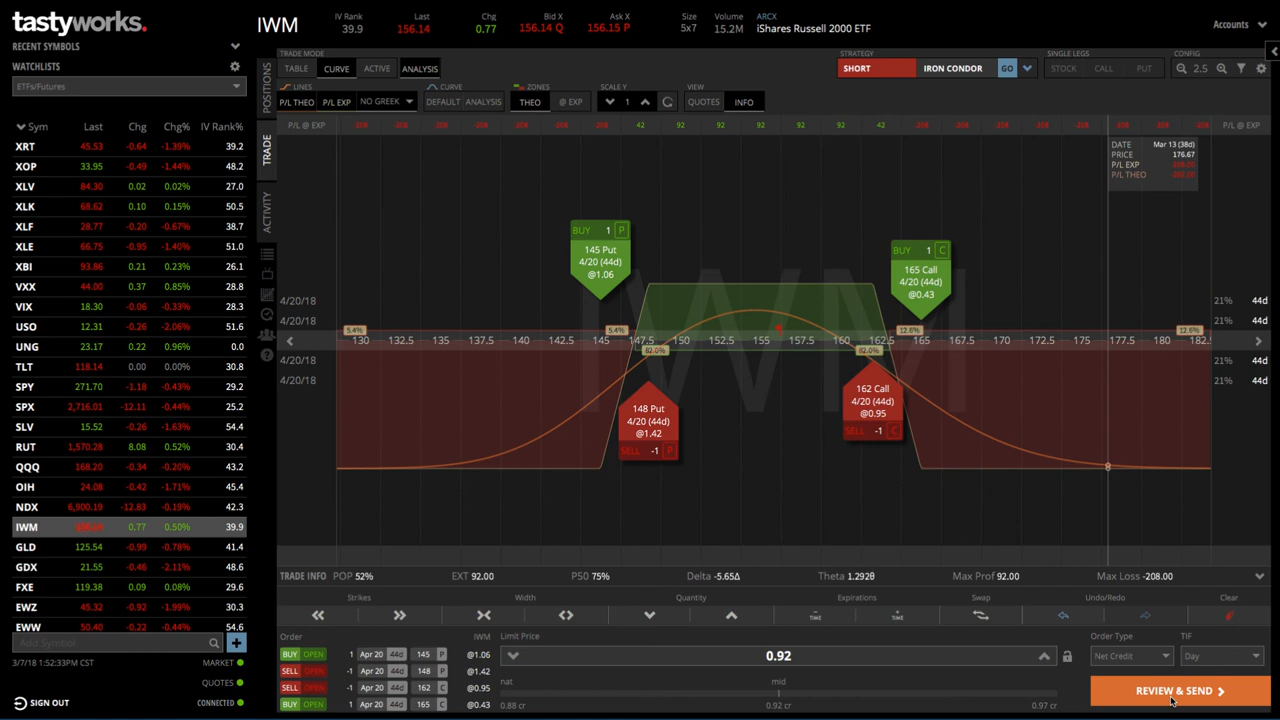 tastyworks.
RECENT SYMBOLS
WATCHLISTS
ETFs/Futures
Sym Last Chg Chg% IV Rank%
XRT 45.53 -0.64 -1.39% 39.2
XOP 33.95 -0.49 -1.44% 48.2
XLV 84.30 0.02 0.02% 27.0
XLK 68.62 0.10 0.15% 50.5
XLF 28.77 -0.20 -0.67% 38.7
XLE 66.75 -0.95 -1.40% 51.0
XBI 93.86 0.21 0.23% 26.1
VXX 44.00 0.37 0.85% 28.8
VIX 18.30 -0.06 -0.33% 28.3
USO 12.31 -0.26 -2.06% 51.6
UNG 23.17 0.22 0.96% 0.0
TLT 118.14 0.00 0.00% 30.8
SPY 271.70 -1.18 -0.43% 29.2
SPX 2,716.01 -12.11 -0.44% 25.2
SLV 15.52 -0.26 -1.63% 54.4
RUT 1,570.28 8.08 0.52% 30.4
QQQ 168.20 -0.34 -0.20% 43.2
OIH 24.08 -0.42 -1.71% 45.4
NDX 6,900.19 -12.83 -0.19% 42.3
IWM 0.77 0.50% 39.9
GLD 125.54 -0.99 -0.78% 41.4
GDX 21.55 -0.46 -2.11% 48.6
FXE 119.38 0.09 0.08% 29.6
EWZ 45.32 -0.92 -1.99% 30.3
EWW 50.40 -0.22 -0.44% 54.6
Add Symbol
3/7/18 1:52:33PM CST MARKET
QUOTES
SIGN OUT CONNECTED
POSITIONS
TRADE
ACTIVITY
IWM
IV Rank Last Chg Bid X Ask X Size Volume ARCX
39.9 156.14 0.77 156.14 Q 156.15 P 5x7 15.2M iShares Russell 2000 ETF
Accounts
TRADE MODE STRATEGY SINGLE LEGS CONFIG
TABLE CURVE ACTIVE ANALYSIS SHORT IRON CONDOR GO STOCK CALL PUT 2.5
LINES CURVE ZONES SCALE Y VIEW
P/L THEO P/L EXP NO GREEK DEFAULT ANALYSIS THEO @ EXP 1 QUOTES INFO
P/L @ EXP -208 -208 -208 -208 -208 -208 -208 42 92 92 92 92 92 42 -208 -208 -208 -208 -208 -208 -208 P/L @ EXP
DATE Mar 13 (38d)
PRICE 176.67
P/L EXP -208.00
P/L THEO
BUY 1 P
145 Put
4/20 (44d)
@1.06
BUY 1 C
165 Call
4/20 (44d)
@0.43
IWM
4/20/18 21% 44d
4/20/18 21% 44d
5.4% 5.4% 12.6% 12.6%
130 132.5 135 137.5 140 142.5 145 147.5 150 152.5 155 157.5 160 162.5 165 167.5 170 172.5 175 177.5 180 182.
82.0% 82.0%
4/20/18 21% 44d
4/20/18 21% 44d
148 Put
4/20 (44d)
@1.42
SELL -1 P
162 Call
4/20 (44d)
@0.95
SELL -1 C
TRADE INFO POP 52% EXT 92.00 P50 75% Delta -5.65Δ Theta 1.292θ Max Prof 92.00 Max Loss -208.00
Strikes Width Quantity Expirations Swap Undo/Redo Clear
TIME TIME
Order IWM Limit Price Order Type TIF
BUY OPEN 1 Apr 20 44d 145 P @1.06
SELL OPEN -1 Apr 20 44d 148 P @1.42
SELL OPEN -1 Apr 20 44d 162 C @0.95
BUY OPEN 1 Apr 20 44d 165 C @0.43
0.92 Net Credit Day
nat mid
0.88 cr 0.92 cr 0.97 cr
REVIEW & SEND